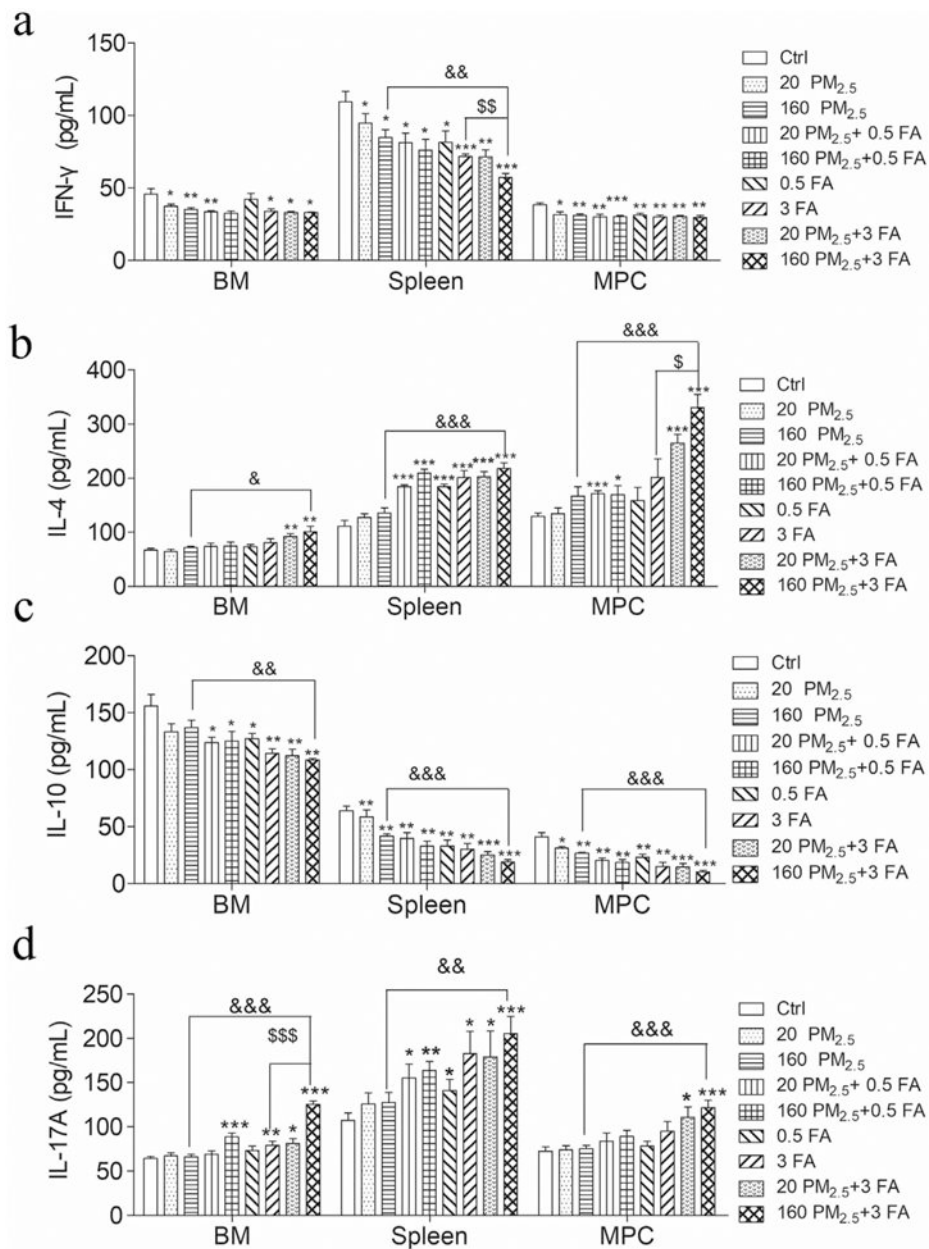 a
IFN-γ (pg/mL)
150
100
50
0
&&
$$
* * * * * *** ** ***
* ** ** * * *
* ** ** *** ** ** ** **
BM Spleen MPC
Ctrl
20 PM2.5
160 PM2.5
20 PM2.5+ 0.5 FA
160 PM2.5+0.5 FA
0.5 FA
3 FA
20 PM2.5+3 FA
160 PM2.5+3 FA
b
IL-4 (pg/mL)
400
300
200
100
0
&
** **
&&&
*** *** *** *** *** ***
&&&
$
*** * *** ***
BM Spleen MPC
Ctrl
20 PM2.5
160 PM2.5
20 PM2.5+ 0.5 FA
160 PM2.5+0.5 FA
0.5 FA
3 FA
20 PM2.5+3 FA
160 PM2.5+3 FA
c
IL-10 (pg/mL)
200
150
100
50
0
&&
* * * ** ** **
&&&
** ** ** ** ** ** *** ***
&&&
* ** ** ** ** ** *** ***
BM Spleen MPC
Ctrl
20 PM2.5
160 PM2.5
20 PM2.5+ 0.5 FA
160 PM2.5+0.5 FA
0.5 FA
3 FA
20 PM2.5+3 FA
160 PM2.5+3 FA
d
IL-17A (pg/mL)
250
200
150
100
50
0
&&&
$$$
*** ** * ***
&&
* ** * * * ***
&&&
* ***
BM Spleen MPC
Ctrl
20 PM2.5
160 PM2.5
20 PM2.5+ 0.5 FA
160 PM2.5+0.5 FA
0.5 FA
3 FA
20 PM2.5+3 FA
160 PM2.5+3 FA